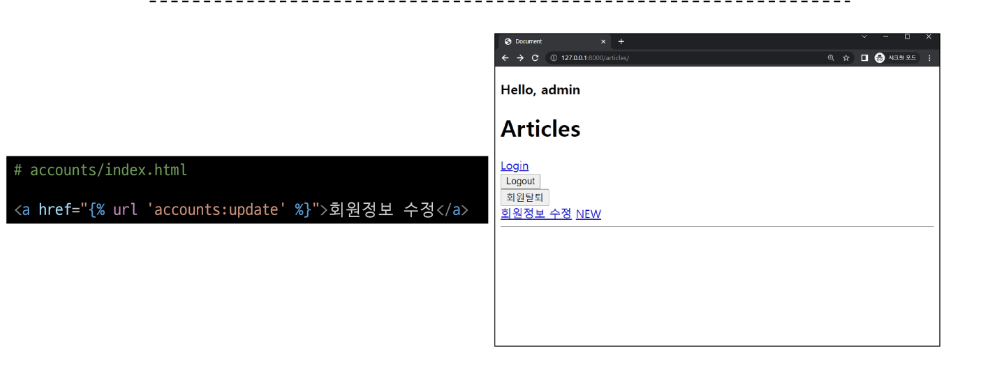 # accounts/index.html
<a href="{% url 'accounts:update' %}">회원정보 수정</a>
Document
127.0.0.1:8000/articles/
시크릿 모드
Hello, admin
Articles
Login
Logout
회원탈퇴
회원정보 수정 NEW